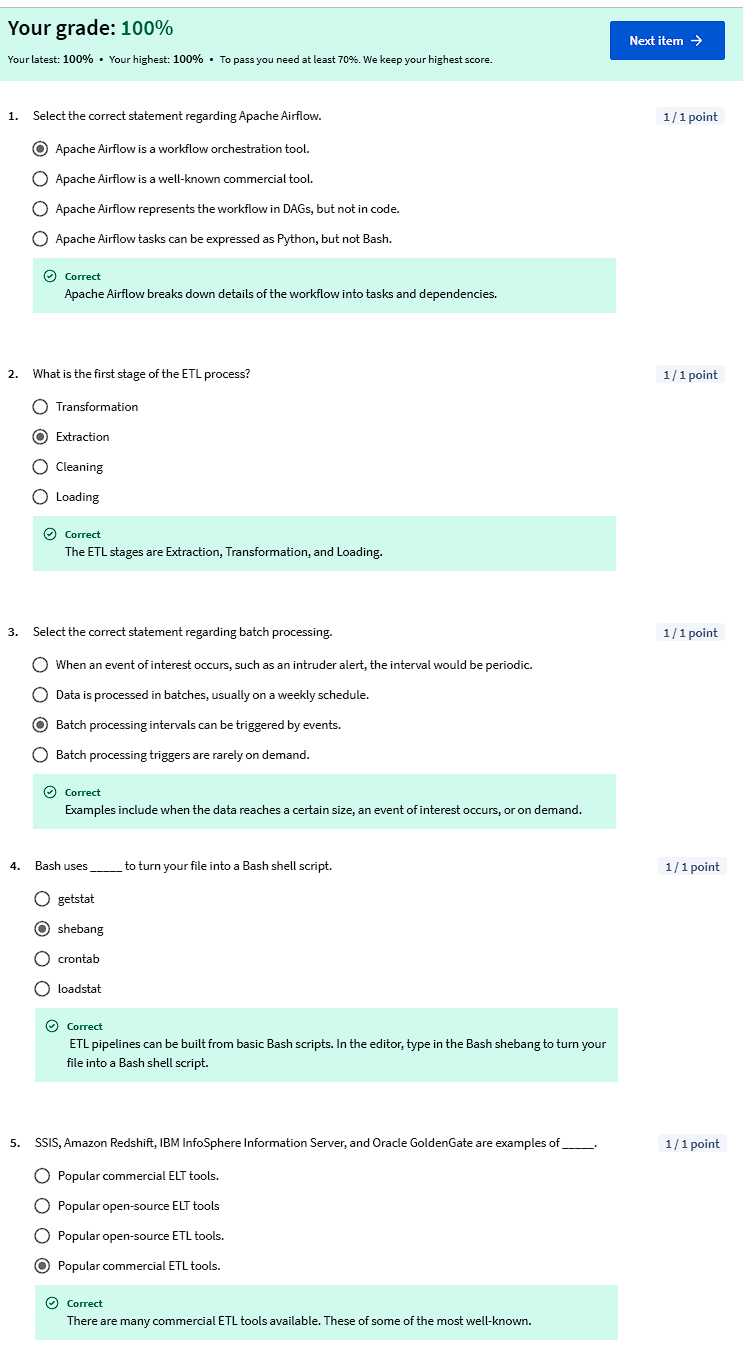 Your grade: 100%
Next item →
Your latest: 100% • Your highest: 100% • To pass you need at least 70%. We keep your highest score.
1. Select the correct statement regarding Apache Airflow.
1 / 1 point
Apache Airflow is a workflow orchestration tool.
Apache Airflow is a well-known commercial tool.
Apache Airflow represents the workflow in DAGs, but not in code.
Apache Airflow tasks can be expressed as Python, but not Bash.
Correct
Apache Airflow breaks down details of the workflow into tasks and dependencies.
2. What is the first stage of the ETL process?
1 / 1 point
Transformation
Extraction
Cleaning
Loading
Correct
The ETL stages are Extraction, Transformation, and Loading.
3. Select the correct statement regarding batch processing.
1 / 1 point
When an event of interest occurs, such as an intruder alert, the interval would be periodic.
Data is processed in batches, usually on a weekly schedule.
Batch processing intervals can be triggered by events.
Batch processing triggers are rarely on demand.
Correct
Examples include when the data reaches a certain size, an event of interest occurs, or on demand.
4. Bash uses _____ to turn your file into a Bash shell script.
1 / 1 point
getstat
shebang
crontab
loadstat
Correct
ETL pipelines can be built from basic Bash scripts. In the editor, type in the Bash shebang to turn your
file into a Bash shell script.
5. SSIS, Amazon Redshift, IBM InfoSphere Information Server, and Oracle GoldenGate are examples of _____.
1 / 1 point
Popular commercial ELT tools.
Popular open-source ELT tools
Popular open-source ETL tools.
Popular commercial ETL tools.
Correct
There are many commercial ETL tools available. These of some of the most well-known.